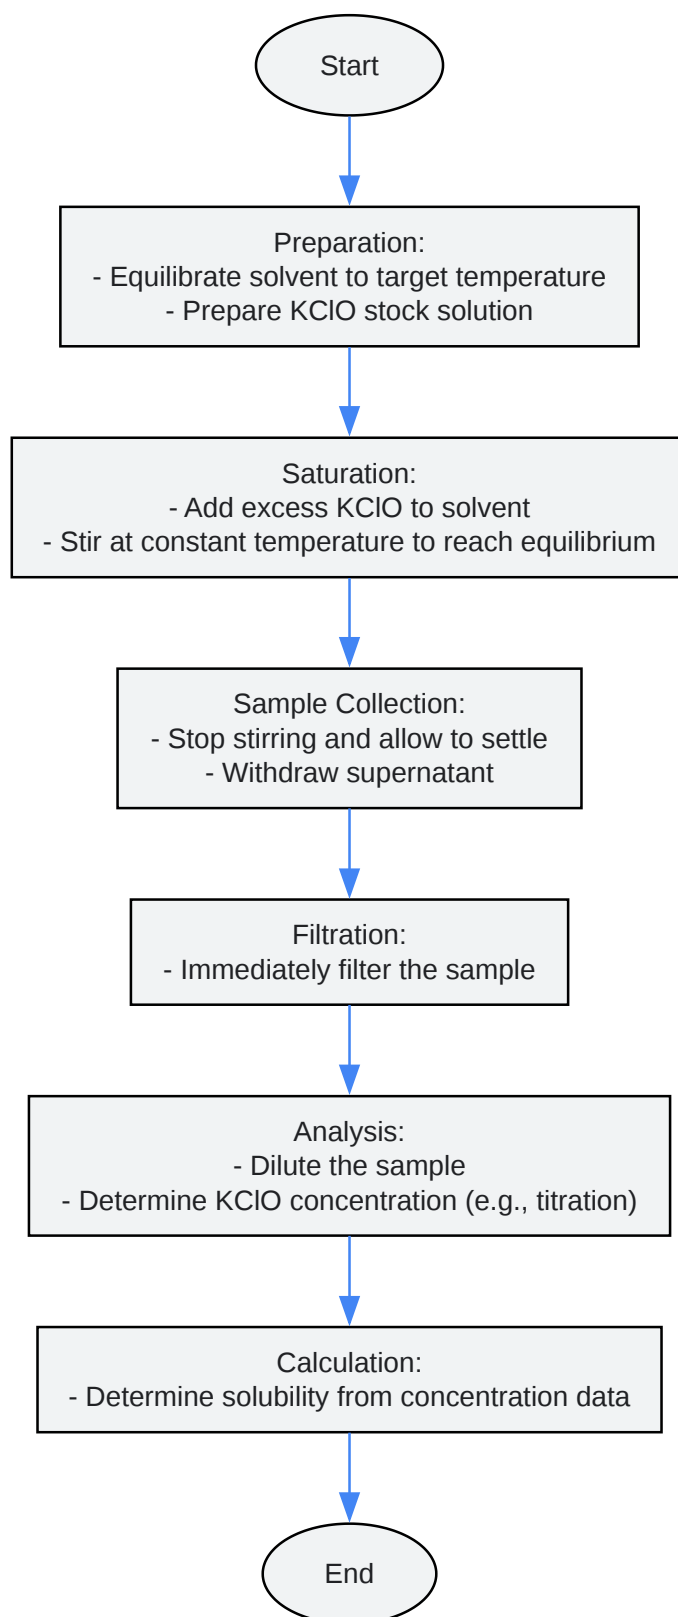 Start
Preparation:
- Equilibrate solvent to target temperature
- Prepare KClO stock solution
Saturation:
- Add excess KClO to solvent
- Stir at constant temperature to reach equilibrium
Sample Collection:
- Stop stirring and allow to settle
- Withdraw supernatant
Filtration:
- Immediately filter the sample
Analysis:
- Dilute the sample
- Determine KClO concentration (e.g., titration)
Calculation:
- Determine solubility from concentration data
End